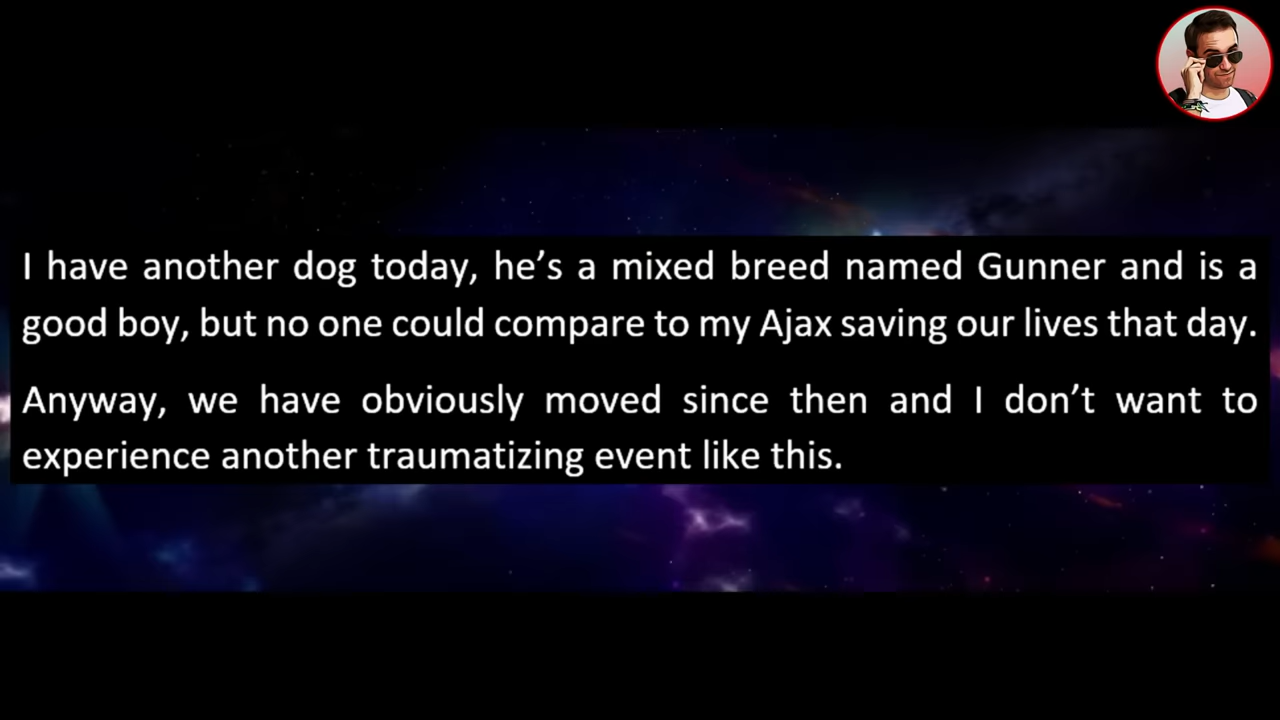 I have another dog today, he’s a mixed breed named Gunner and is a
good boy, but no one could compare to my Ajax saving our lives that day.
Anyway, we have obviously moved since then and I don’t want to
experience another traumatizing event like this.